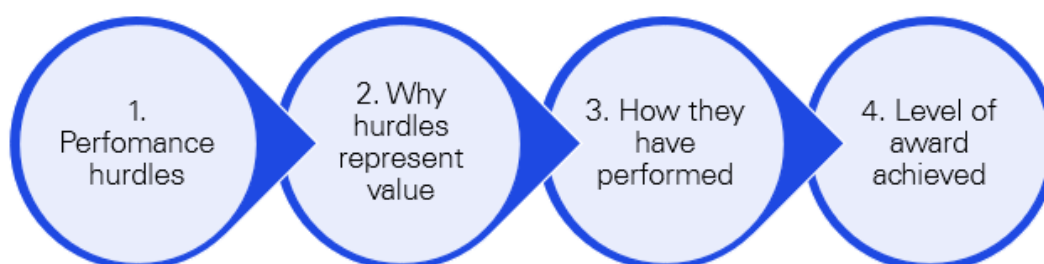 1.
Perfomance
hurdles
2. Why
hurdles
represent
value
3. How they
have
performed
4. Level of
award
achieved